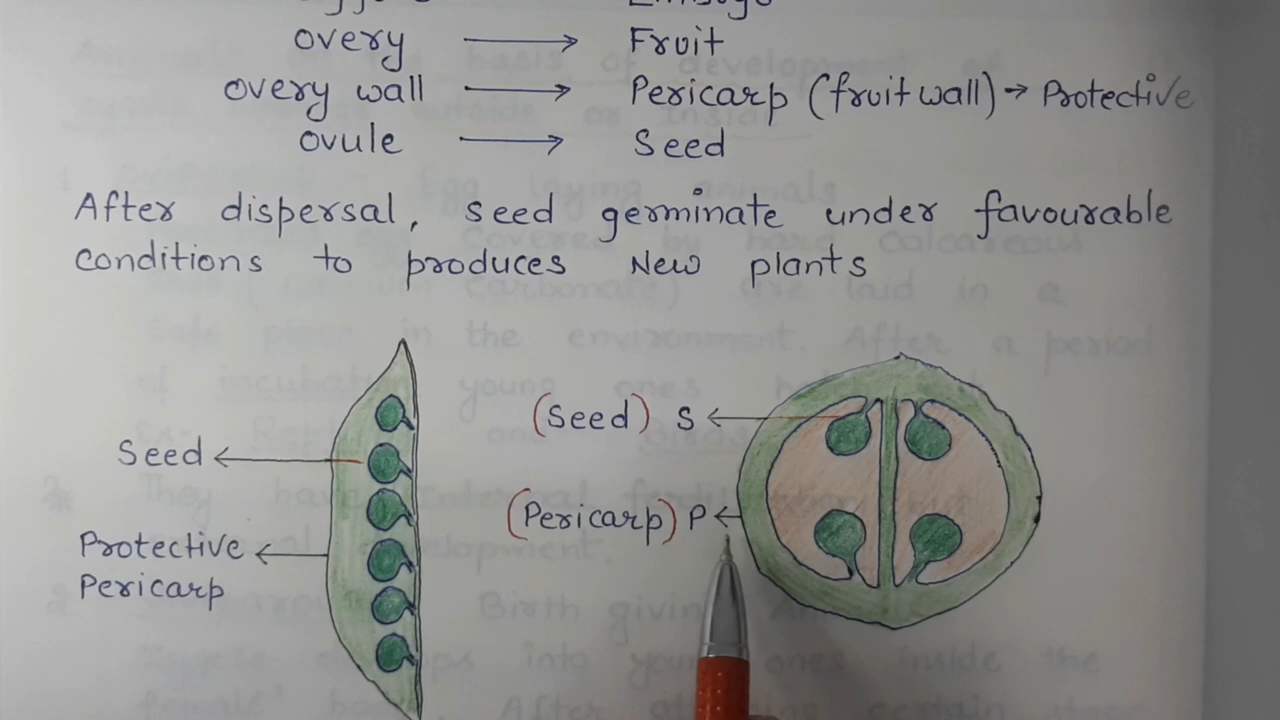 overy → Fruit
overy wall → Pericarp (fruit wall) → Protective
ovule → Seed
After dispersal, seed germinate under favourable
conditions to produces New plants
(Seed) S
Seed
(Pericarp) P
Protective
Pericarp